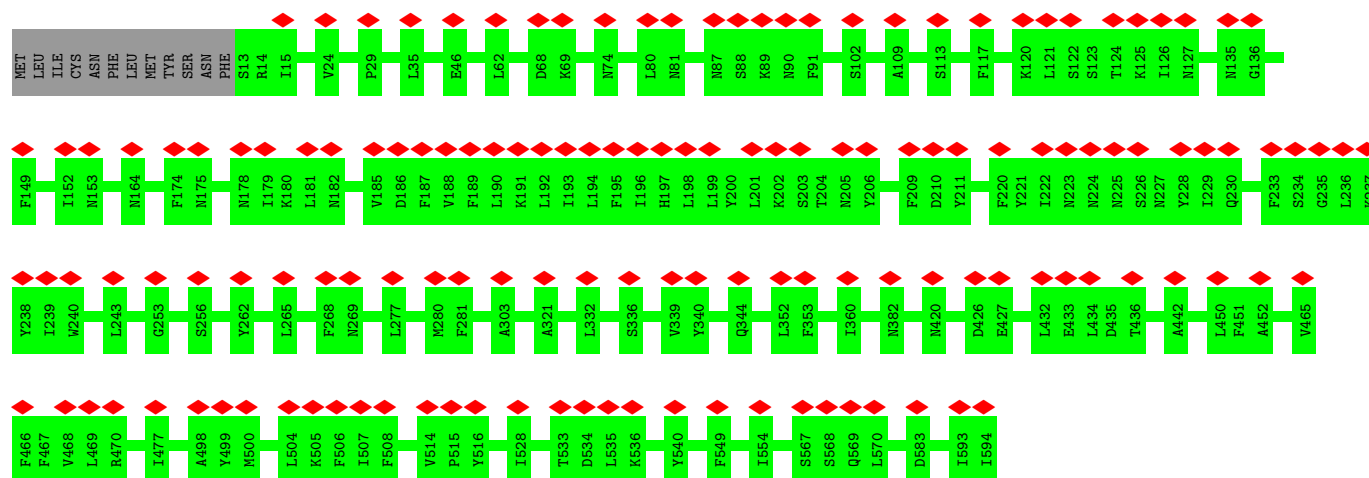 MET LEU ILE CYS ASN PHE LEU MET TYR SER ASN PHE S13 R14 I15 V24 P29 L35 E46 L62 D68 K69 N74 L80 N81 N87 S88 K89 N90 F91 S102 A109 S113 F117 K120 L121 S122 S123 T124 K125 I126 N127 N135 G136
F149 I152 N153 N164 F174 N175 N178 I179 K180 L181 N182 V185 D186 F187 V188 F189 L190 K191 L192 I193 L194 F195 I196 H197 L198 L199 Y200 L201 K202 S203 T204 N205 Y206 F209 D210 Y211 F220 Y221 I222 N223 N224 N225 S226 N227 Y228 I229 Q230 F233 S234 G235 L236 K237
Y238 I239 W240 L243 G253 S256 Y262 L265 F268 N269 L277 M280 F281 A303 A321 L332 S336 V339 Y340 Q344 L352 F353 I360 N382 N420 D426 E427 L432 E433 L434 D435 T436 A442 L450 F451 A452 V465
F466 F467 V468 L469 R470 I477 A498 Y499 M500 L504 K505 F506 I507 F508 V514 P515 Y516 I528 T533 D534 L535 K536 Y540 F549 I554 S567 S568 Q569 L570 D583 I593 I594